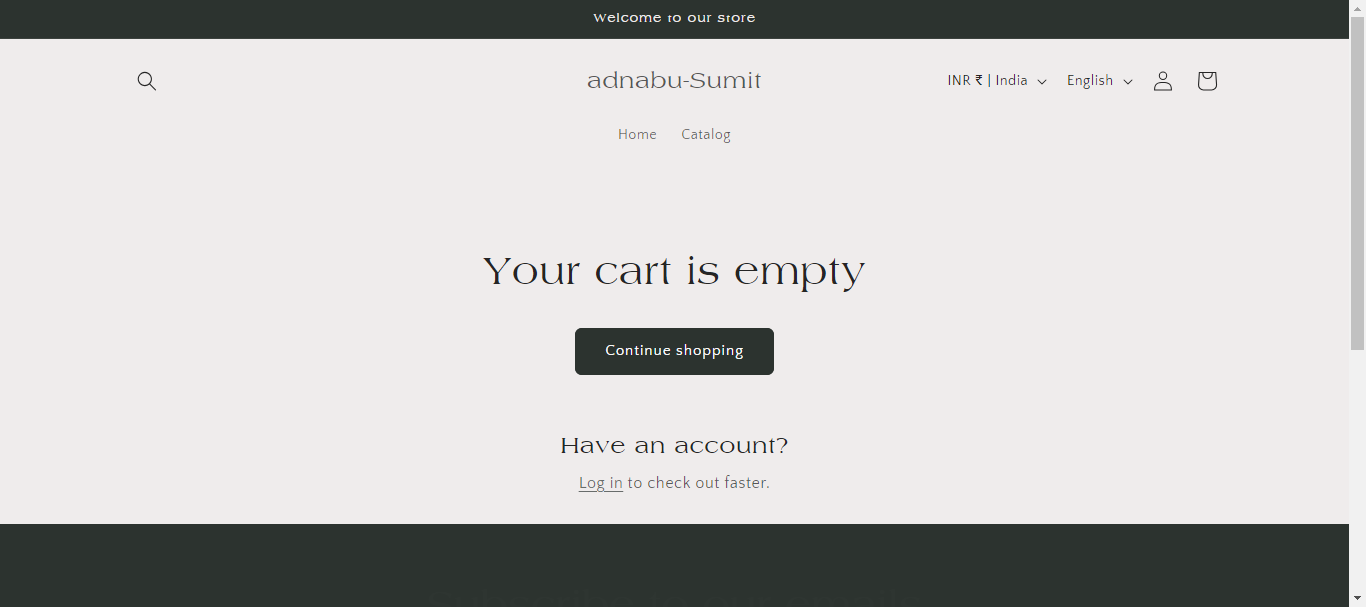 Welcome to our store
adnabu-Sumit
INR ₹ | India
English
Home
Catalog
Your cart is empty
Continue shopping
Have an account?
Log in to check out faster.